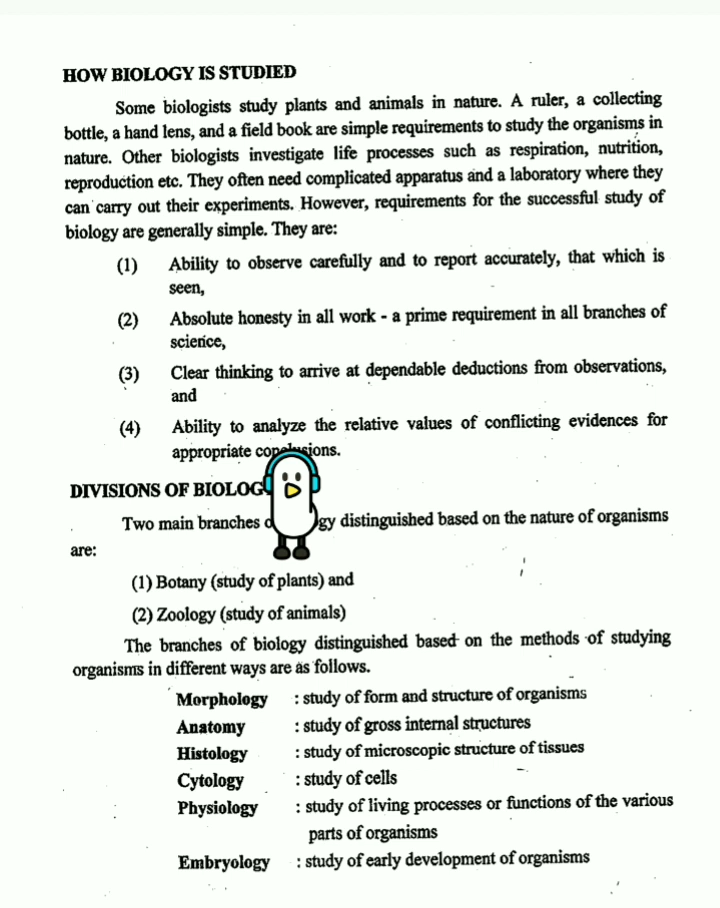 HOW BIOLOGY IS STUDIED
Some biologists study plants and animals in nature. A ruler, a collecting
bottle, a hand lens, and a field book are simple requirements to study the organisms in
nature. Other biologists investigate life processes such as respiration, nutrition,
reproduction etc. They often need complicated apparatus and a laboratory where they
can carry out their experiments. However, requirements for the successful study of
biology are generally simple. They are:
(1) Ability to observe carefully and to report accurately, that which is
seen,
(2) Absolute honesty in all work - a prime requirement in all branches of
science,
(3) Clear thinking to arrive at dependable deductions from observations,
and
(4) Ability to analyze the relative values of conflicting evidences for
appropriate conclusions.
DIVISIONS OF
Two main branches distinguished based on the nature of organisms
are:
(1) Botany (study of plants) and
(2) Zoology (study of animals)
The branches of biology distinguished based on the methods of studying
organisms in different ways are as follows.
Morphology : study of form and structure of organisms
Anatomy : study of gross internal structures
Histology : study of microscopic structure of tissues
Cytology : study of cells
Physiology : study of living processes or functions of the various
parts of organisms
Embryology : study of early development of organisms